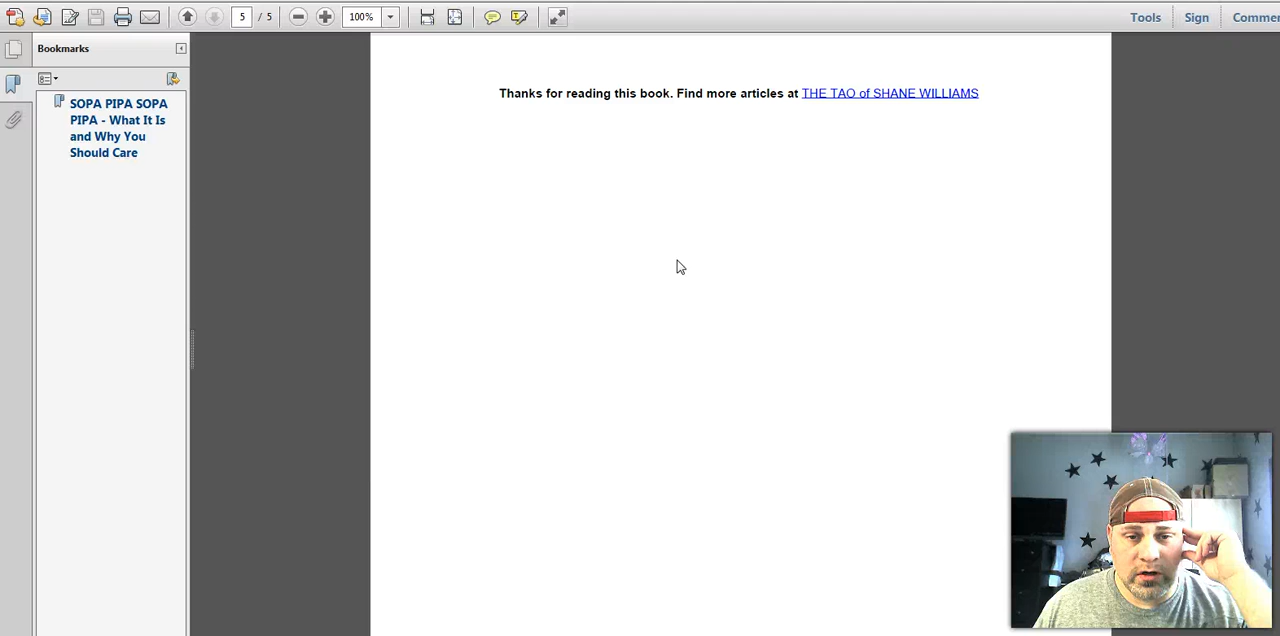 5 / 5
100%
Tools
Sign
Bookmarks
SOPA PIPA SOPA
PIPA - What It Is
and Why You
Should Care
Thanks for reading this book. Find more articles at THE TAO of SHANE WILLIAMS